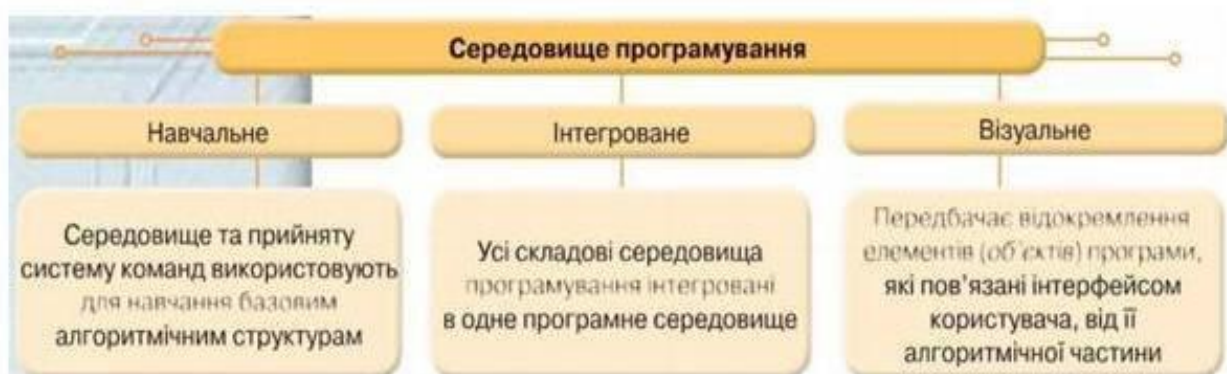 Середовище програмування
Навчальне
Середовище та прийняту
систему команд використовують
для навчання базовим
алгоритмічним структурам
Інтегроване
Усі складові середовища
програмування інтегровані
в одне програмне середовище
Візуальне
Передбачає відокремлення
елементів (об'єктів) програми,
які пов'язані інтерфейсом
користувача, від її
алгоритмічної частини